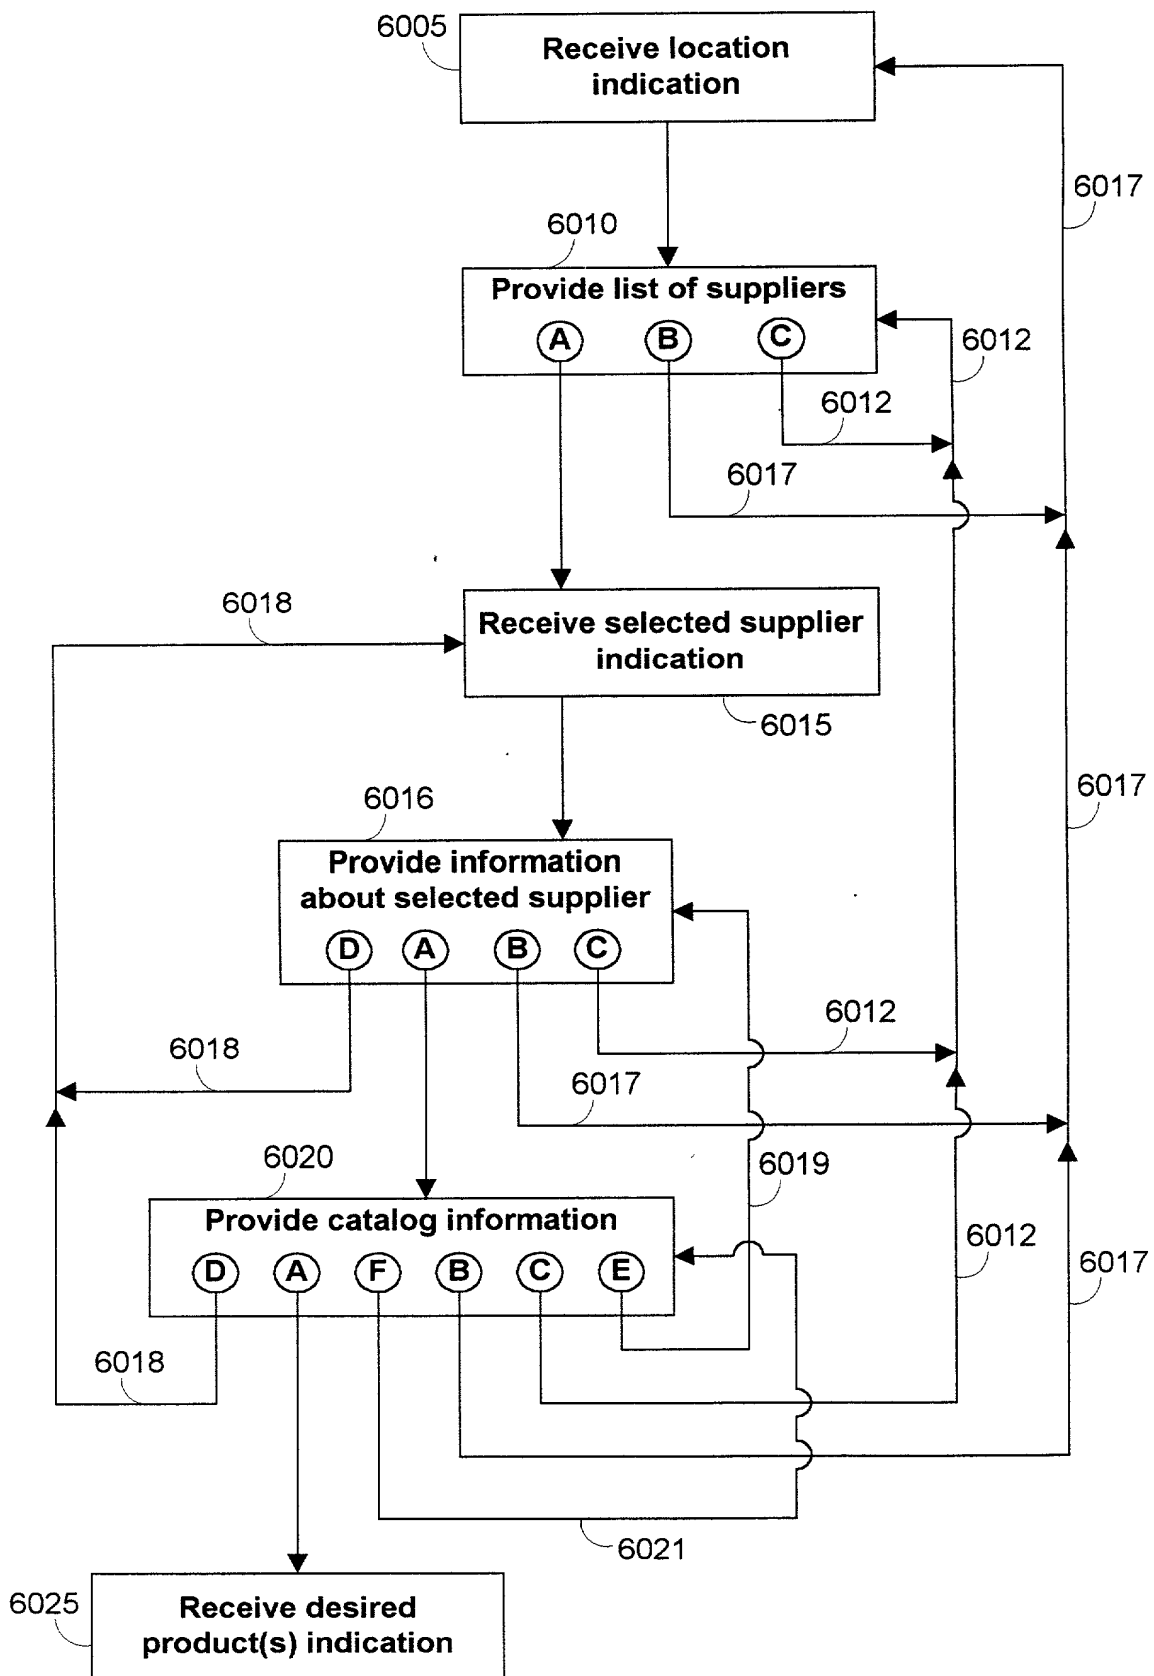 6005
Receive location
indication
6017
6010
Provide list of suppliers
A B C
6012
6012
6017
6018
Receive selected supplier
indication
6015
6017
6016
Provide information
about selected supplier
D A B C
6012
6018
6017
6020
6019
Provide catalog information
6012
6017
D A F B C E
6018
6021
6025
Receive desired
product(s) indication